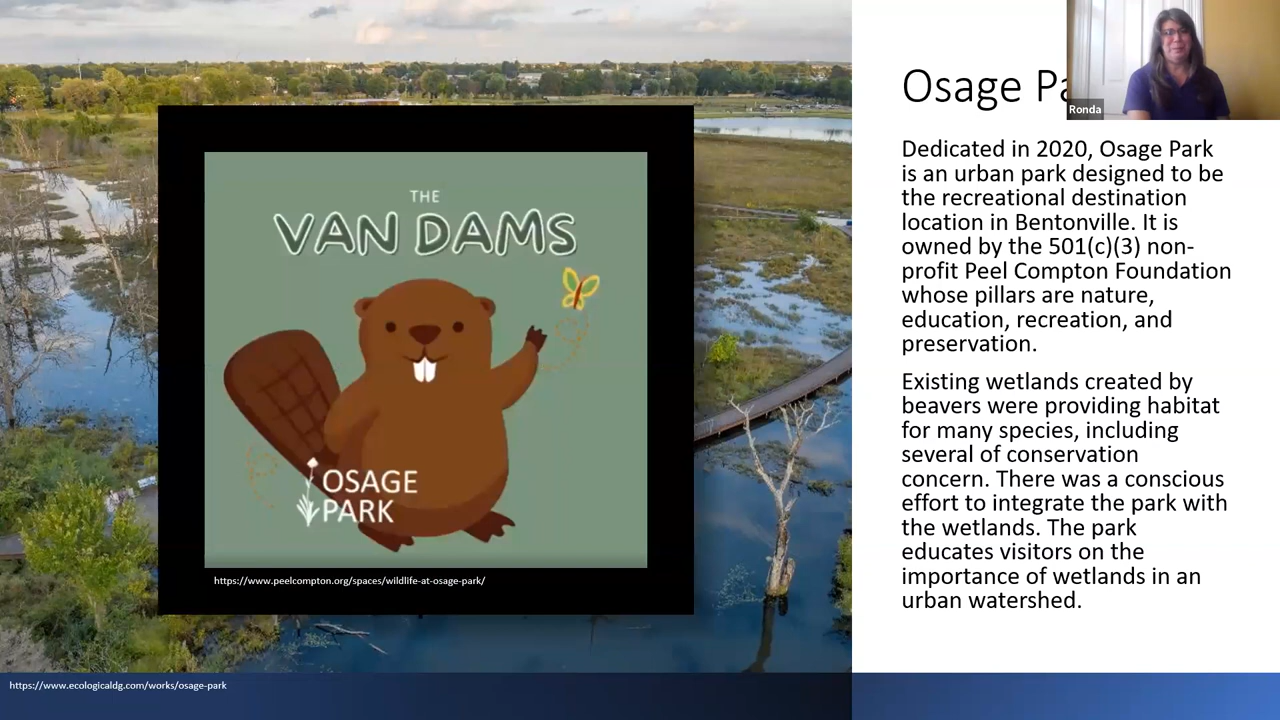 Osage Pa
Ronda
Dedicated in 2020, Osage Park
is an urban park designed to be
the recreational destination
location in Bentonville. It is
owned by the 501(c)(3) non-
profit Peel Compton Foundation
whose pillars are nature,
education, recreation, and
preservation.
Existing wetlands created by
beavers were providing habitat
for many species, including
several of conservation
concern. There was a conscious
effort to integrate the park with
the wetlands. The park
educates visitors on the
importance of wetlands in an
urban watershed.
THE
VAN DAMS
OSAGE
PARK
https://www.peelcompton.org/spaces/wildlife-at-osage-park/
https://www.ecologicaldg.com/works/osage-park